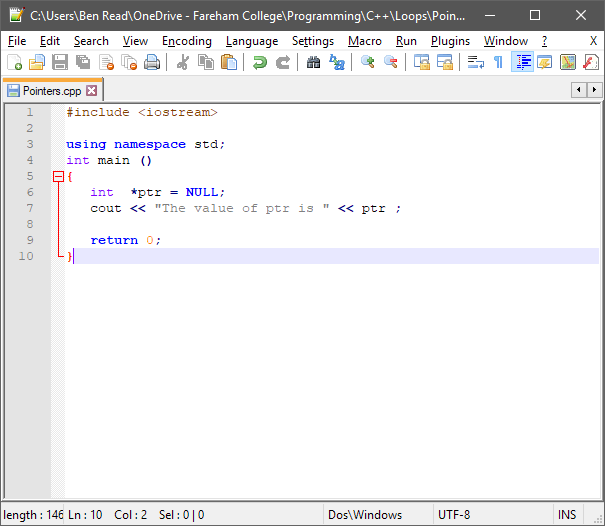 C:\Users\Ben Read\OneDrive - Fareham College\Programming\C++\Loops\Poin...
File Edit Search View Encoding Language Settings Macro Run Plugins Window ? X
Pointers.cpp
1 #include <iostream>
2
3 using namespace std;
4 int main ()
5 {
6 int  *ptr = NULL;
7 cout << "The value of ptr is " << ptr ;
8
9 return 0;
10 }
length : 146 Ln : 10 Col : 2 Sel : 0 | 0 Dos\Windows UTF-8 INS